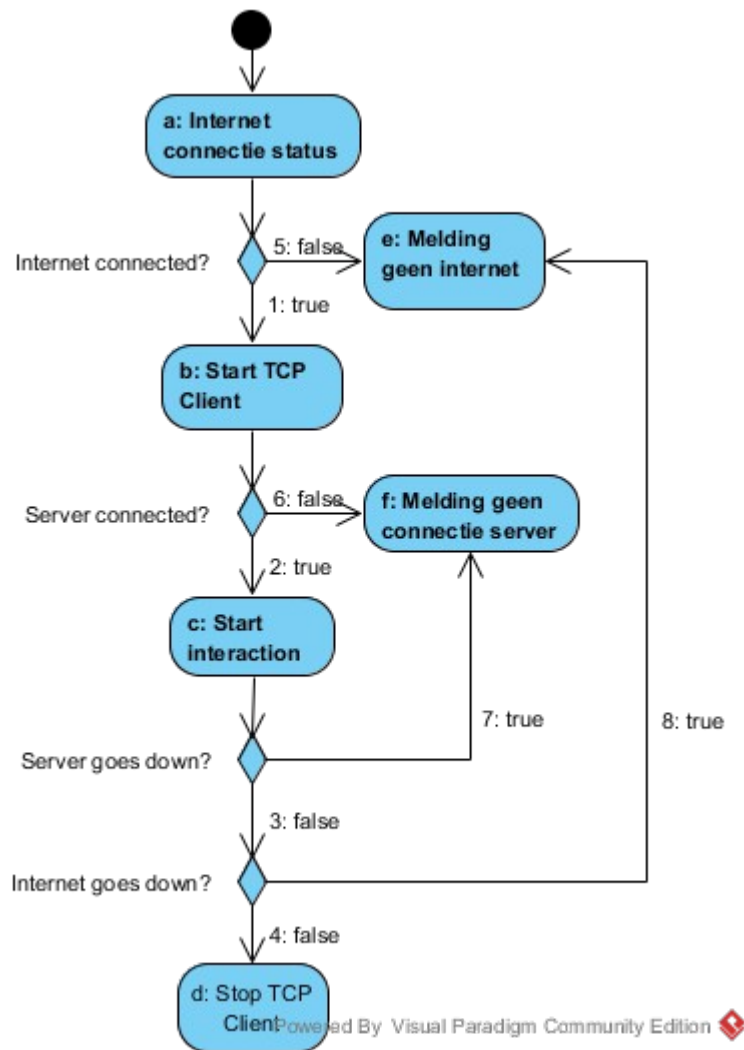 a: Internet
connectie status
Internet connected?
5: false
e: Melding
geen internet
1: true
b: Start TCP
Client
Server connected?
6: false
f: Melding geen
connectie server
2: true
c: Start
interaction
7: true
8: true
Server goes down?
3: false
Internet goes down?
4: false
d: Stop TCP
Client
Powered By Visual Paradigm Community Edition